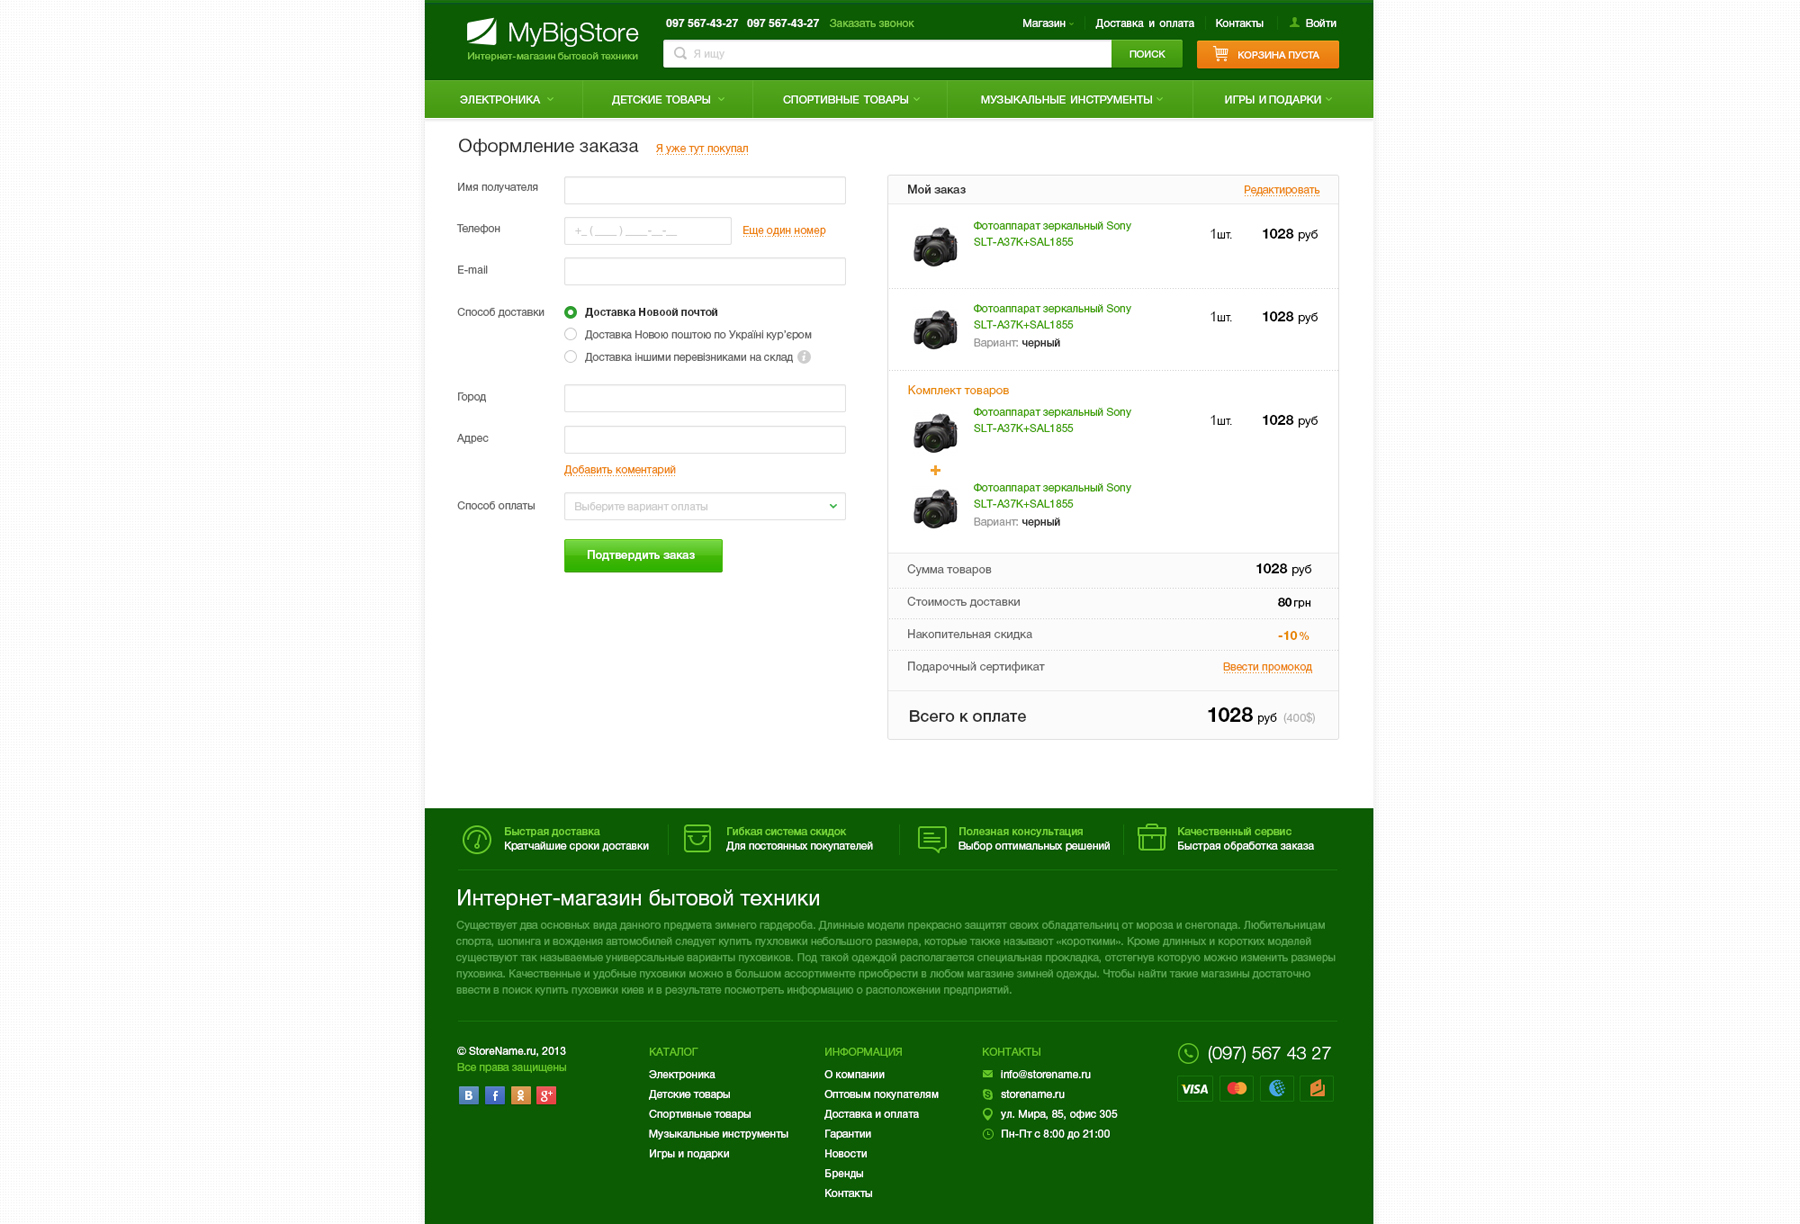 MyBigStore
Интернет-магазин бытовой техники
097 567-43-27 097 567-43-27 Заказать звонок
Магазин Доставка и оплата Контакты Войти
Я ищу ПОИСК КОРЗИНА ПУСТА
ЭЛЕКТРОНИКА ДЕТСКИЕ ТОВАРЫ СПОРТИВНЫЕ ТОВАРЫ МУЗЫКАЛЬНЫЕ ИНСТРУМЕНТЫ ИГРЫ И ПОДАРКИ
Оформление заказа Я уже тут покупал
Имя получателя
Телефон +_ ( ____ ) ____-__-__ Еще один номер
E-mail
Способ доставки Доставка Новоой почтой
Доставка Новою поштою по Україні кур'єром
Доставка іншими перевізниками на склад
Город
Адрес
Добавить коментарий
Способ оплаты Выберите вариант оплаты
Подтвердить заказ
Мой заказ Редактировать
Фотоаппарат зеркальный Sony
SLT-A37K+SAL1855
1шт. 1028 руб
Фотоаппарат зеркальный Sony
SLT-A37K+SAL1855
Вариант: черный
1шт. 1028 руб
Комплект товаров
Фотоаппарат зеркальный Sony
SLT-A37K+SAL1855
1шт. 1028 руб
+
Фотоаппарат зеркальный Sony
SLT-A37K+SAL1855
Вариант: черный
Сумма товаров 1028 руб
Стоимость доставки 80 грн
Накопительная скидка -10 %
Подарочный сертификат Ввести промокод
Всего к оплате 1028 руб (400$)
Быстрая доставка
Кратчайшие сроки доставки
Гибкая система скидок
Для постоянных покупателей
Полезная консультация
Выбор оптимальных решений
Качественный сервис
Быстрая обработка заказа
Интернет-магазин бытовой техники
Существует два основных вида данного предмета зимнего гардероба. Длинные модели прекрасно защитят своих обладательниц от мороза и снегопада. Любительницам
спорта, шопинга и вождения автомобилей следует купить пухловики небольшого размера, которые также называют «короткими». Кроме длинных и коротких моделей
существуют так называемые универсальные варианты пуховиков. Под такой одеждой располагается специальная прокладка, отстегнув которую можно изменить размеры
пуховика. Качественные и удобные пуховики можно в большом ассортименте приобрести в любом магазине зимней одежды. Чтобы найти такие магазины достаточно
ввести в поиск купить пуховики киев и в результате посмотреть информацию о расположении предприятий.
© StoreName.ru, 2013
Все права защищены
КАТАЛОГ
Электроника
Детские товары
Спортивные товары
Музыкальные инструменты
Игры и подарки
ИНФОРМАЦИЯ
О компании
Оптовым покупателям
Доставка и оплата
Гарантии
Новости
Бренды
Контакты
КОНТАКТЫ
info@storename.ru
storename.ru
ул. Мира, 85, офис 305
Пн-Пт с 8:00 до 21:00
(097) 567 43 27
VISA